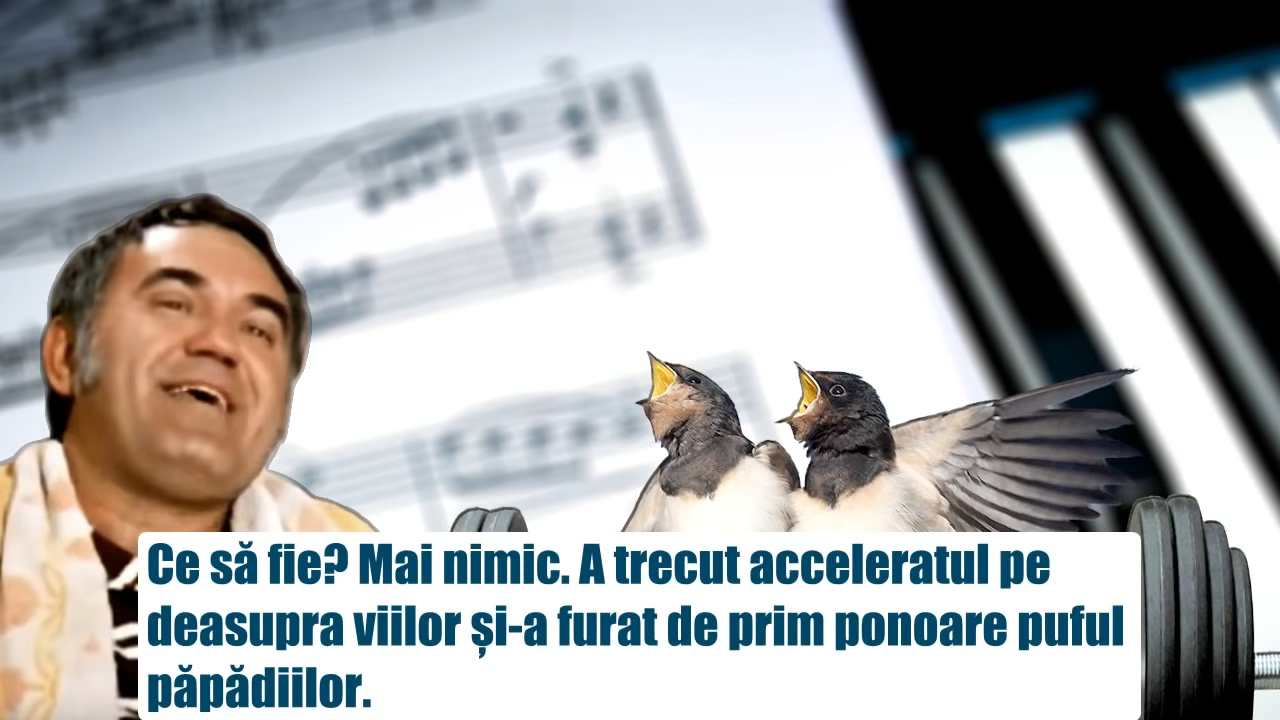 Ce să fie? Mai nimic. A trecut acceleratul pe
deasupra viilor și-a furat de prim ponoare puful
păpădiilor.